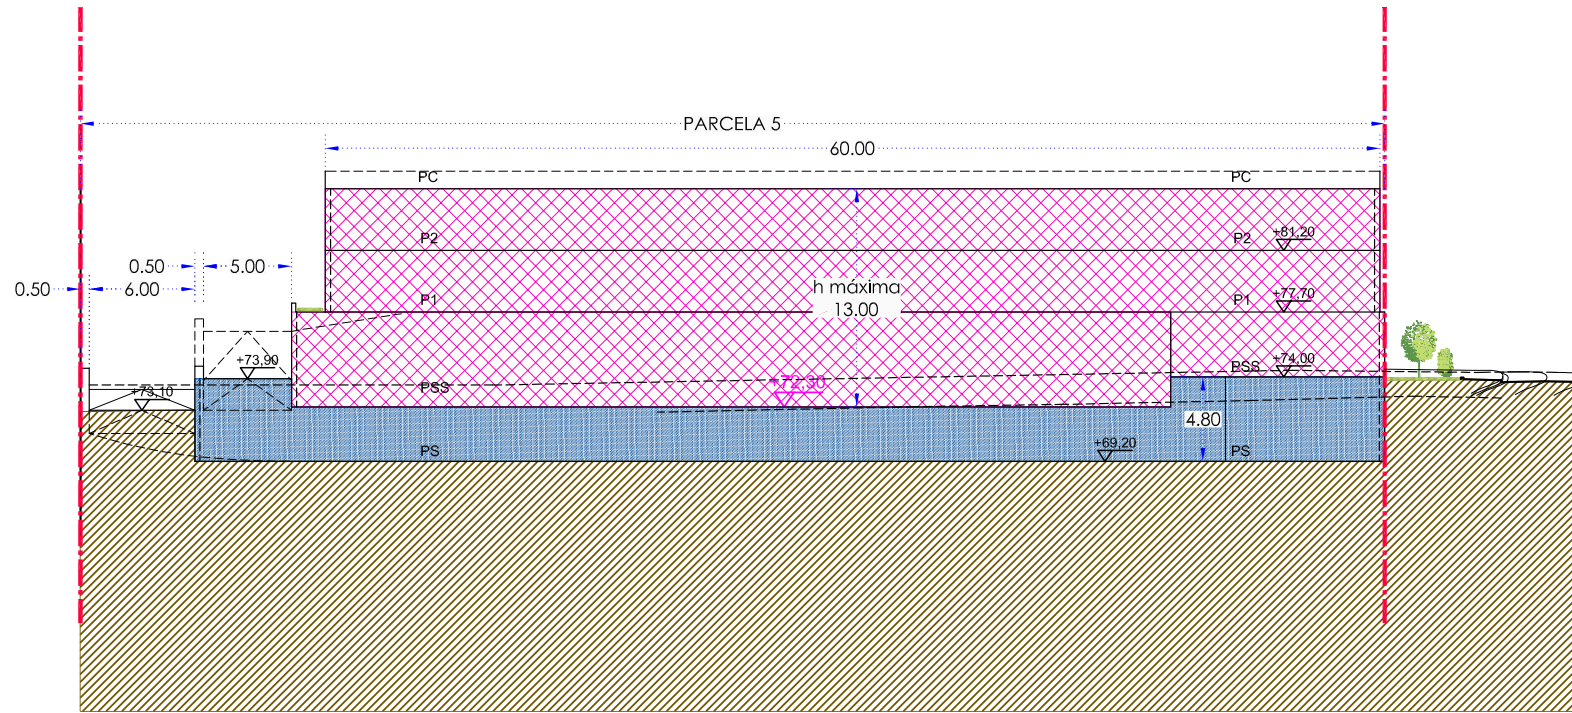 PARCELA 5
60.00
PC
PC
P2
P2
+81,20
0.50
5.00
0.50
6.00
h máxima
13.00
P1
P1
+77,70
+73,90
+74,00
PSS
PSS
+72,30
+73,10
4.80
+69,20
PS
PS